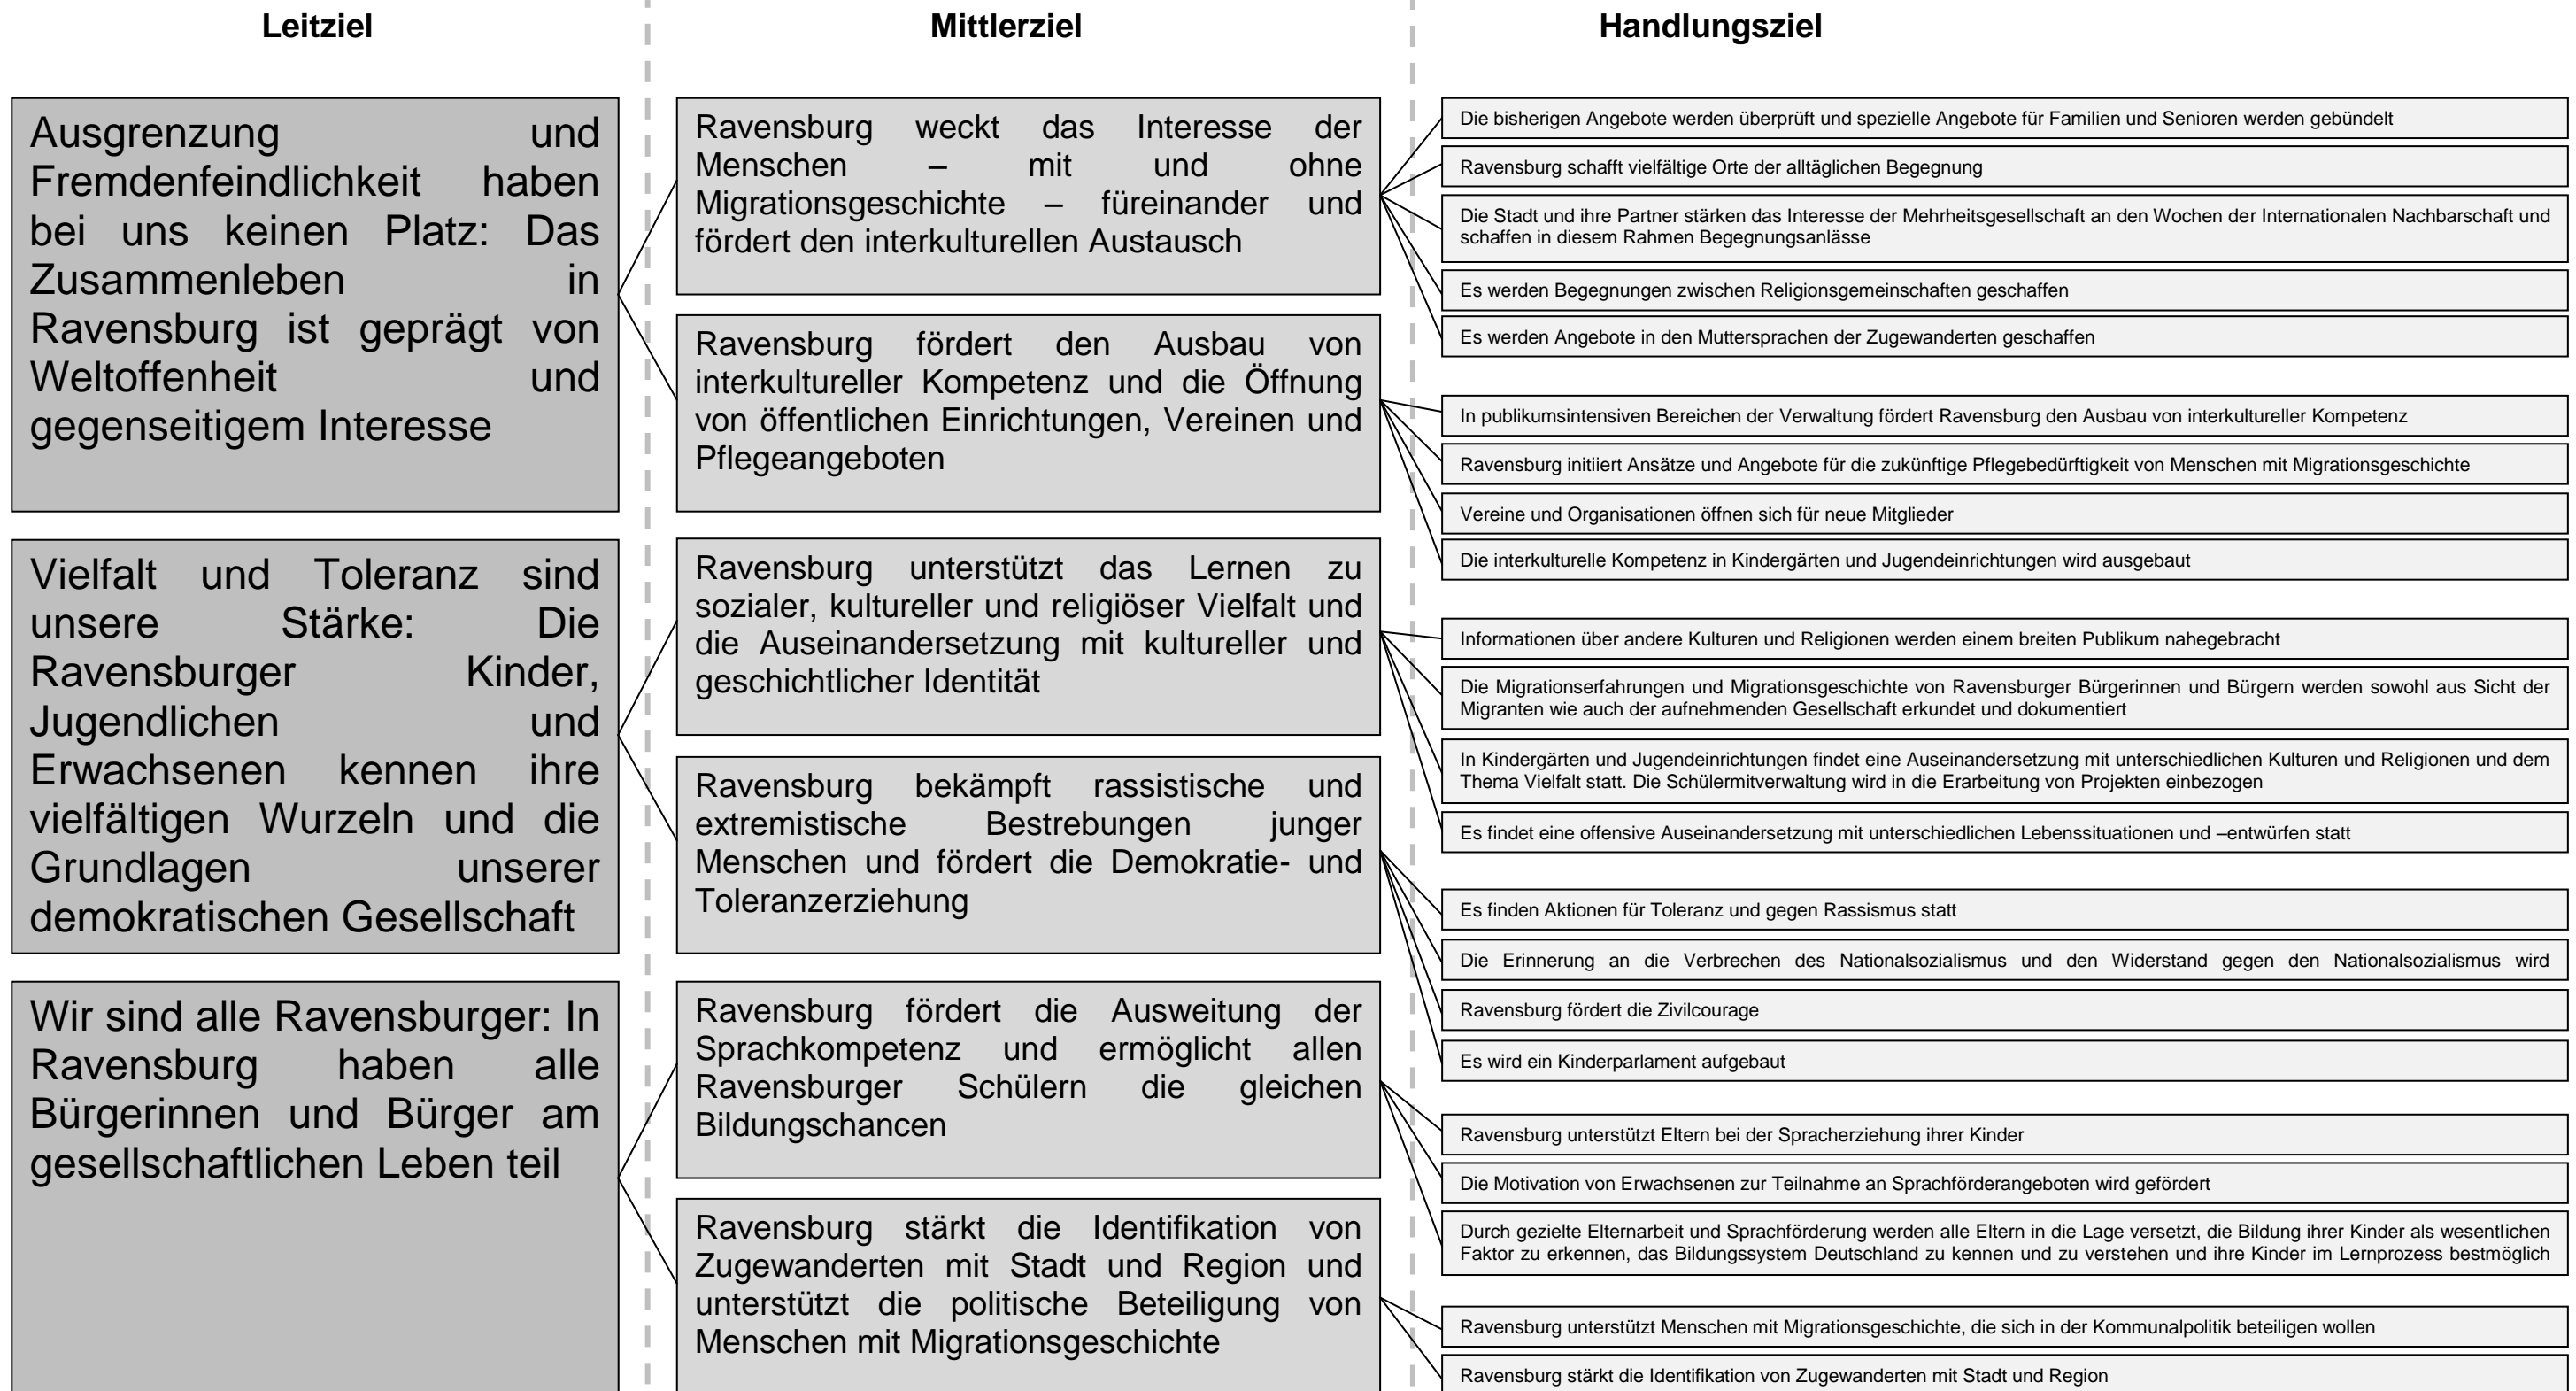 Leitziel
Mittlerziel
Handlungsziel
Ausgrenzung und
Fremdenfeindlichkeit haben
bei uns keinen Platz: Das
Zusammenleben in
Ravensburg ist geprägt von
Weltoffenheit und
gegenseitigem Interesse
Ravensburg weckt das Interesse der
Menschen – mit und ohne
Migrationsgeschichte – füreinander und
fördert den interkulturellen Austausch
Die bisherigen Angebote werden überprüft und spezielle Angebote für Familien und Senioren werden gebündelt
Ravensburg schafft vielfältige Orte der alltäglichen Begegnung
Die Stadt und ihre Partner stärken das Interesse der Mehrheitsgesellschaft an den Wochen der Internationalen Nachbarschaft und
schaffen in diesem Rahmen Begegnungsanlässe
Es werden Begegnungen zwischen Religionsgemeinschaften geschaffen
Es werden Angebote in den Muttersprachen der Zugewanderten geschaffen
Ravensburg fördert den Ausbau von
interkultureller Kompetenz und die Öffnung
von öffentlichen Einrichtungen, Vereinen und
Pflegeangeboten
In publikumsintensiven Bereichen der Verwaltung fördert Ravensburg den Ausbau von interkultureller Kompetenz
Ravensburg initiiert Ansätze und Angebote für die zukünftige Pflegebedürftigkeit von Menschen mit Migrationsgeschichte
Vereine und Organisationen öffnen sich für neue Mitglieder
Die interkulturelle Kompetenz in Kindergärten und Jugendeinrichtungen wird ausgebaut
Vielfalt und Toleranz sind
unsere Stärke: Die
Ravensburger Kinder,
Jugendlichen und
Erwachsenen kennen ihre
vielfältigen Wurzeln und die
Grundlagen unserer
demokratischen Gesellschaft
Ravensburg unterstützt das Lernen zu
sozialer, kultureller und religiöser Vielfalt und
die Auseinandersetzung mit kultureller und
geschichtlicher Identität
Informationen über andere Kulturen und Religionen werden einem breiten Publikum nahegebracht
Die Migrationserfahrungen und Migrationsgeschichte von Ravensburger Bürgerinnen und Bürgern werden sowohl aus Sicht der
Migranten wie auch der aufnehmenden Gesellschaft erkundet und dokumentiert
In Kindergärten und Jugendeinrichtungen findet eine Auseinandersetzung mit unterschiedlichen Kulturen und Religionen und dem
Thema Vielfalt statt. Die Schülermitverwaltung wird in die Erarbeitung von Projekten einbezogen
Es findet eine offensive Auseinandersetzung mit unterschiedlichen Lebenssituationen und –entwürfen statt
Ravensburg bekämpft rassistische und
extremistische Bestrebungen junger
Menschen und fördert die Demokratie- und
Toleranzerziehung
Es finden Aktionen für Toleranz und gegen Rassismus statt
Die Erinnerung an die Verbrechen des Nationalsozialismus und den Widerstand gegen den Nationalsozialismus wird
Ravensburg fördert die Zivilcourage
Es wird ein Kinderparlament aufgebaut
Wir sind alle Ravensburger: In
Ravensburg haben alle
Bürgerinnen und Bürger am
gesellschaftlichen Leben teil
Ravensburg fördert die Ausweitung der
Sprachkompetenz und ermöglicht allen
Ravensburger Schülern die gleichen
Bildungschancen
Ravensburg unterstützt Eltern bei der Spracherziehung ihrer Kinder
Die Motivation von Erwachsenen zur Teilnahme an Sprachförderangeboten wird gefördert
Durch gezielte Elternarbeit und Sprachförderung werden alle Eltern in die Lage versetzt, die Bildung ihrer Kinder als wesentlichen
Faktor zu erkennen, das Bildungssystem Deutschland zu kennen und zu verstehen und ihre Kinder im Lernprozess bestmöglich
Ravensburg stärkt die Identifikation von
Zugewanderten mit Stadt und Region und
unterstützt die politische Beteiligung von
Menschen mit Migrationsgeschichte
Ravensburg unterstützt Menschen mit Migrationsgeschichte, die sich in der Kommunalpolitik beteiligen wollen
Ravensburg stärkt die Identifikation von Zugewanderten mit Stadt und Region